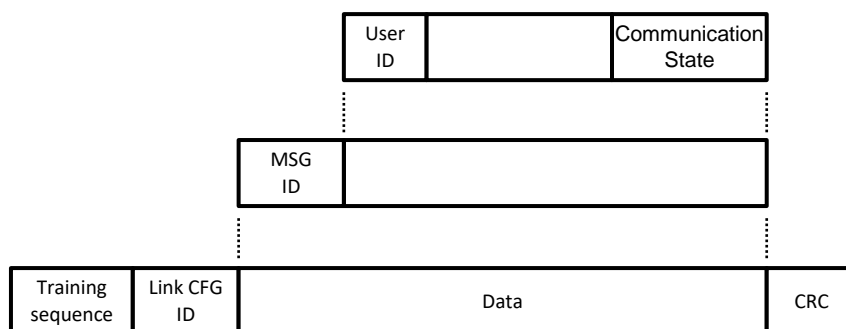 User
ID
Communication
State
MSG
ID
Training
sequence
Link CFG
ID
Data
CRC